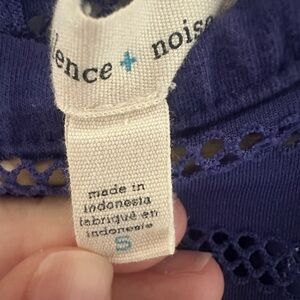 lence + noise
made in
indonesia
fabriqué en
indonesie
S